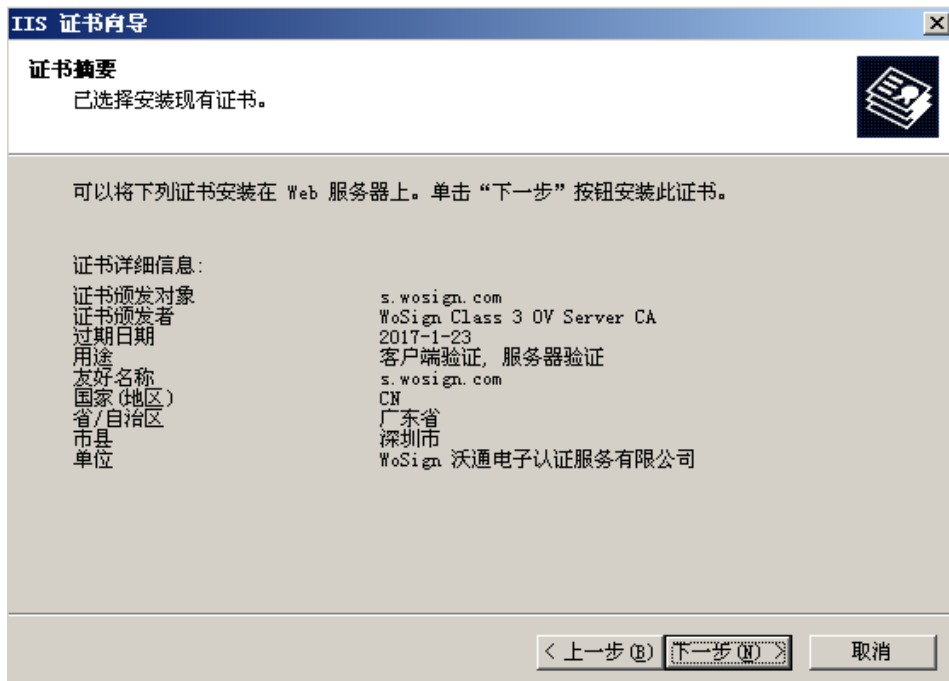 IIS 证书向导
证书摘要
已选择安装现有证书。
可以将下列证书安装在 Web 服务器上。单击“下一步”按钮安装此证书。
证书详细信息:
证书颁发对象 s.wosign.com
证书颁发者 WoSign Class 3 OV Server CA
过期日期 2017-1-23
用途 客户端验证, 服务器验证
友好名称 s.wosign.com
国家(地区) CN
省/自治区 广东省
市县 深圳市
单位 WoSign 沃通电子认证服务有限公司
< 上一步(B) 下一步(N) > 取消